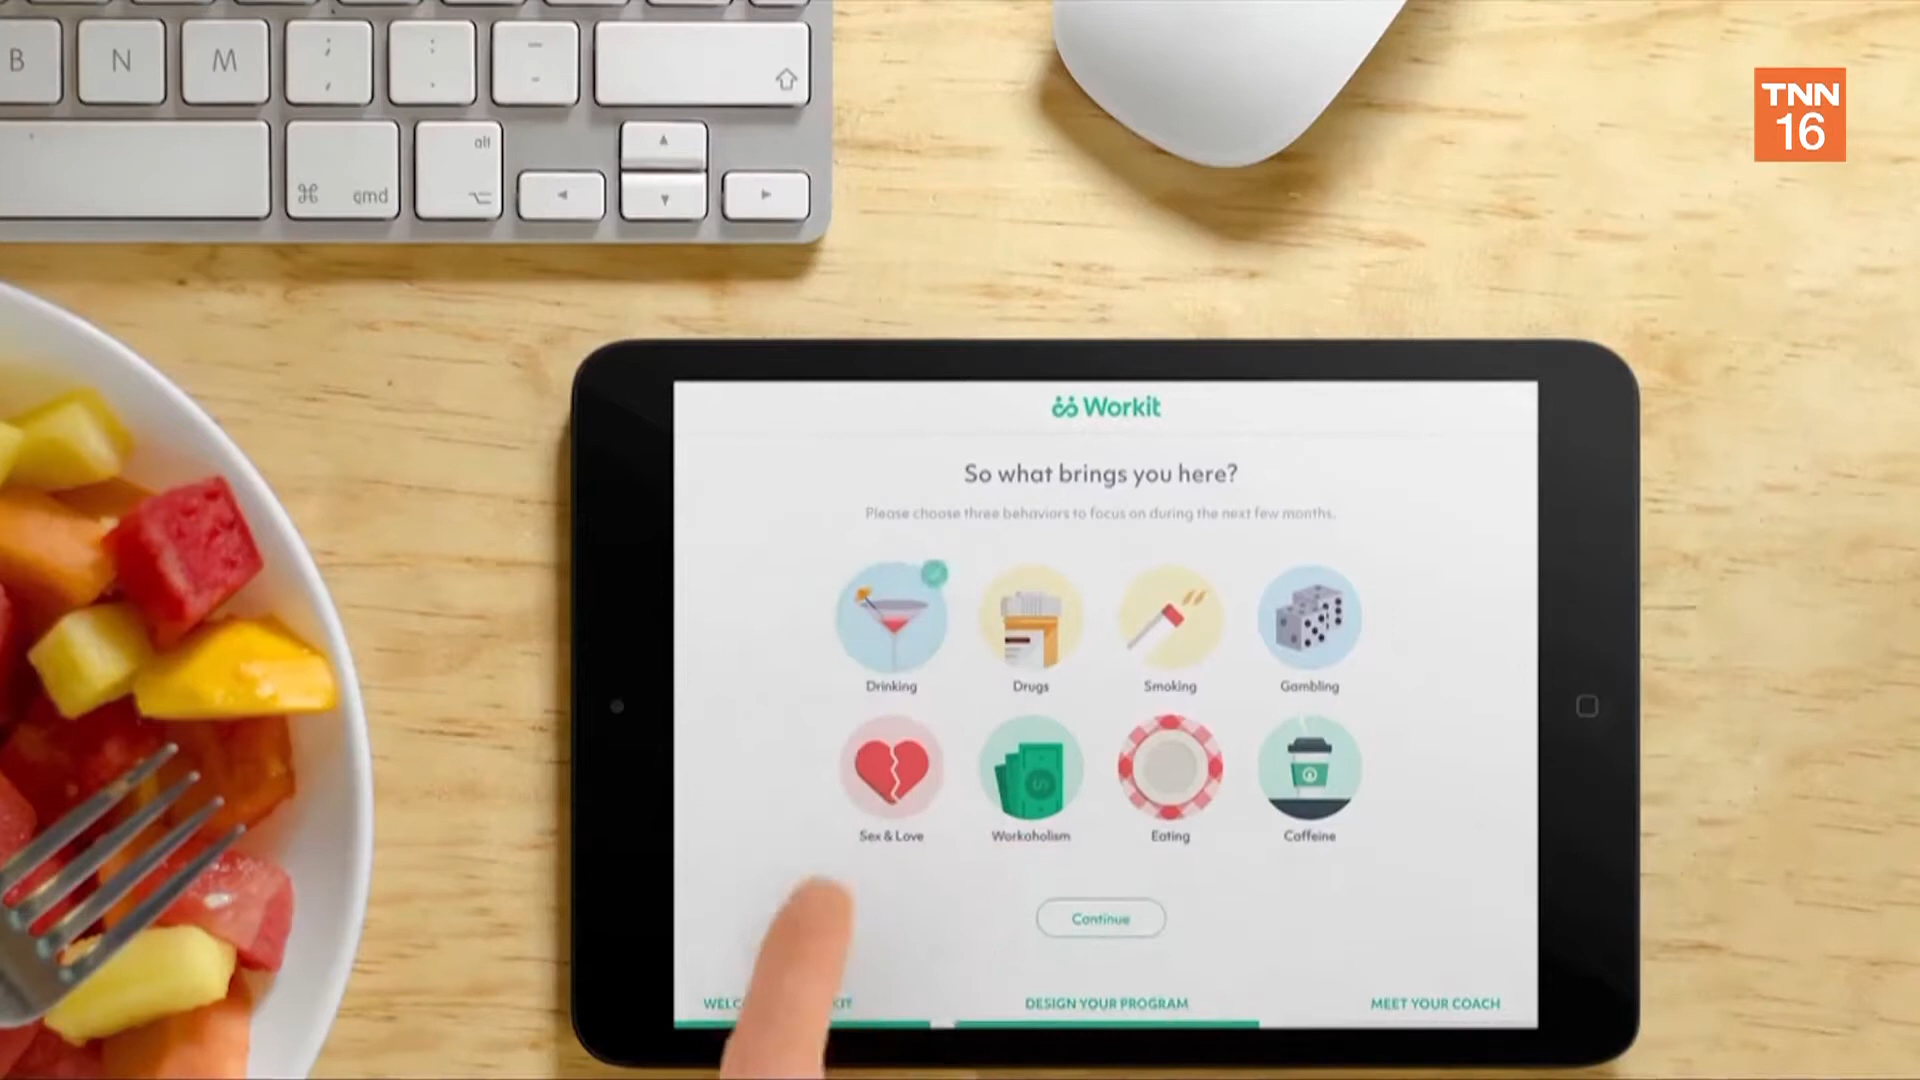 B N M ; , : . _ -
alt
⌘ cmd
TNN
16
Workit
So what brings you here?
Please choose three behaviors to focus on during the next few months.
Drinking Drugs Smoking Gambling
Sex & Love Workaholism Eating Caffeine
Continue
DESIGN YOUR PROGRAM MEET YOUR COACH